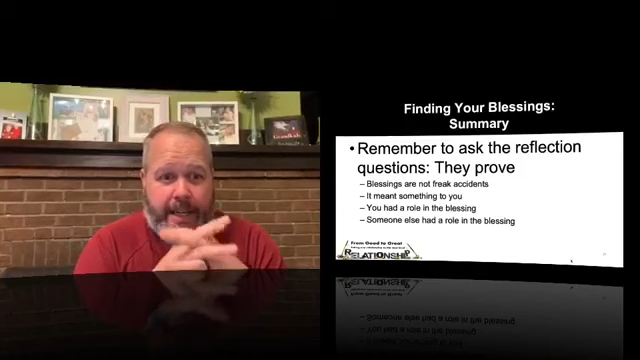 Finding Your Blessings:
Summary
• Remember to ask the reflection
questions: They prove
– Blessings are not freak accidents
– It meant something to you
– You had a role in the blessing
– Someone else had a role in the blessing
From Good to Great
RELATIONSHIP